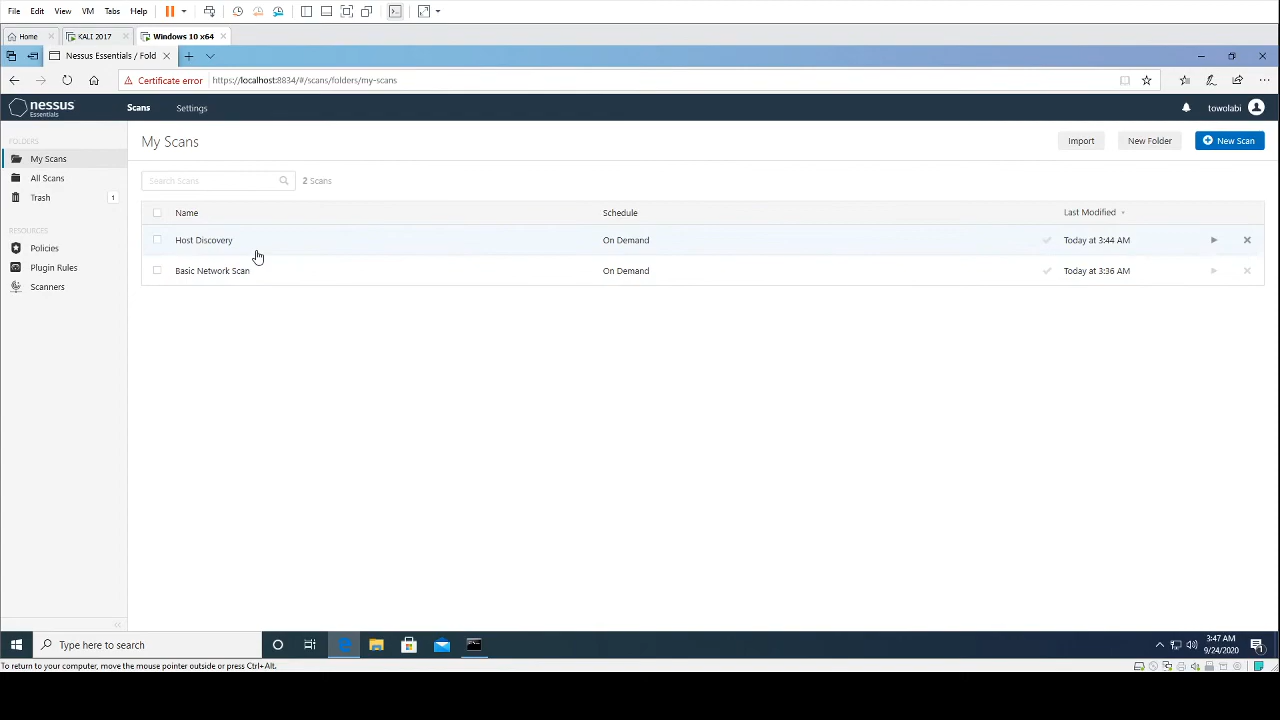 File Edit View VM Tabs Help
Home KALI 2017 Windows 10 x64
Nessus Essentials / Fold
Certificate error https://localhost:8834/#/scans/folders/my-scans
nessus Essentials Scans Settings towolabi
FOLDERS
My Scans
All Scans
Trash 1
RESOURCES
Policies
Plugin Rules
Scanners
My Scans Import New Folder New Scan
Search Scans 2 Scans
Name Schedule Last Modified
Host Discovery On Demand Today at 3:44 AM
Basic Network Scan On Demand Today at 3:36 AM
Type here to search 3:47 AM
9/24/2020
1
To return to your computer, move the mouse pointer outside or press Ctrl+Alt.